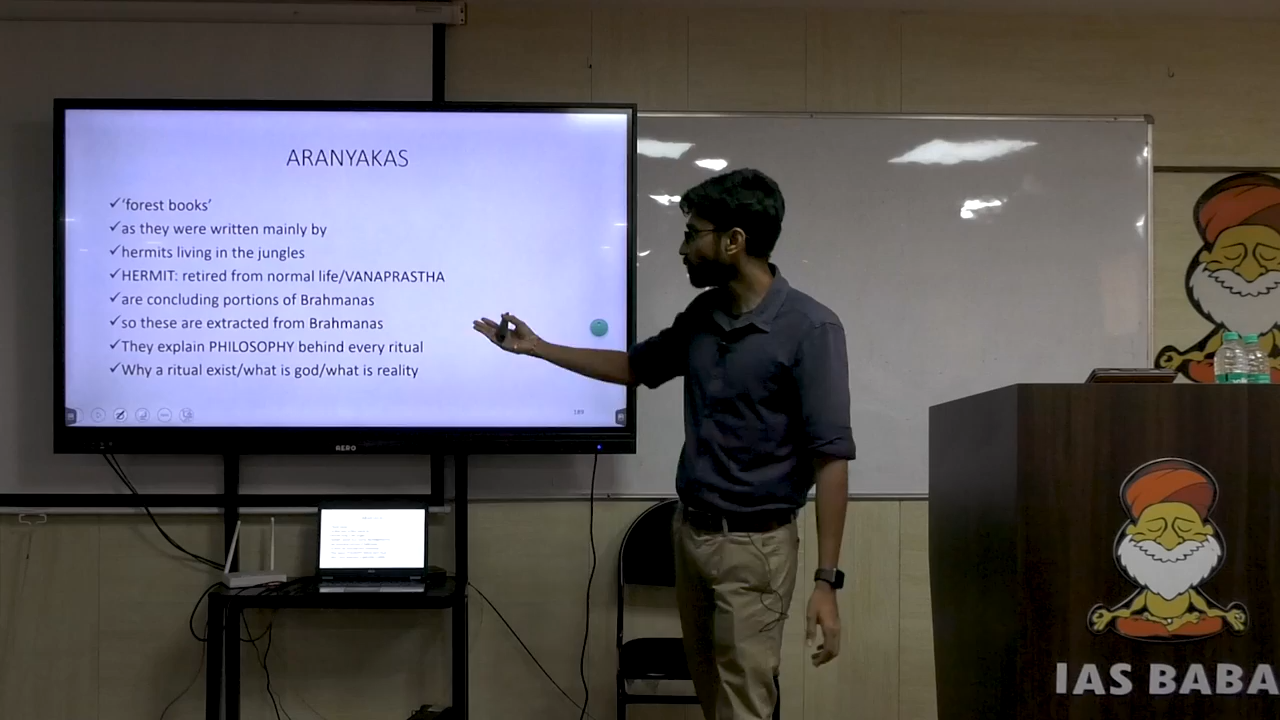 ARANYAKAS
✓'forest books'
✓as they were written mainly by
✓hermits living in the jungles
✓HERMIT: retired from normal life/VANAPRASTHA
✓are concluding portions of Brahmanas
✓so these are extracted from Brahmanas
✓They explain PHILOSOPHY behind every ritual
✓Why a ritual exist/what is god/what is reality
189
AERO
IAS BABA